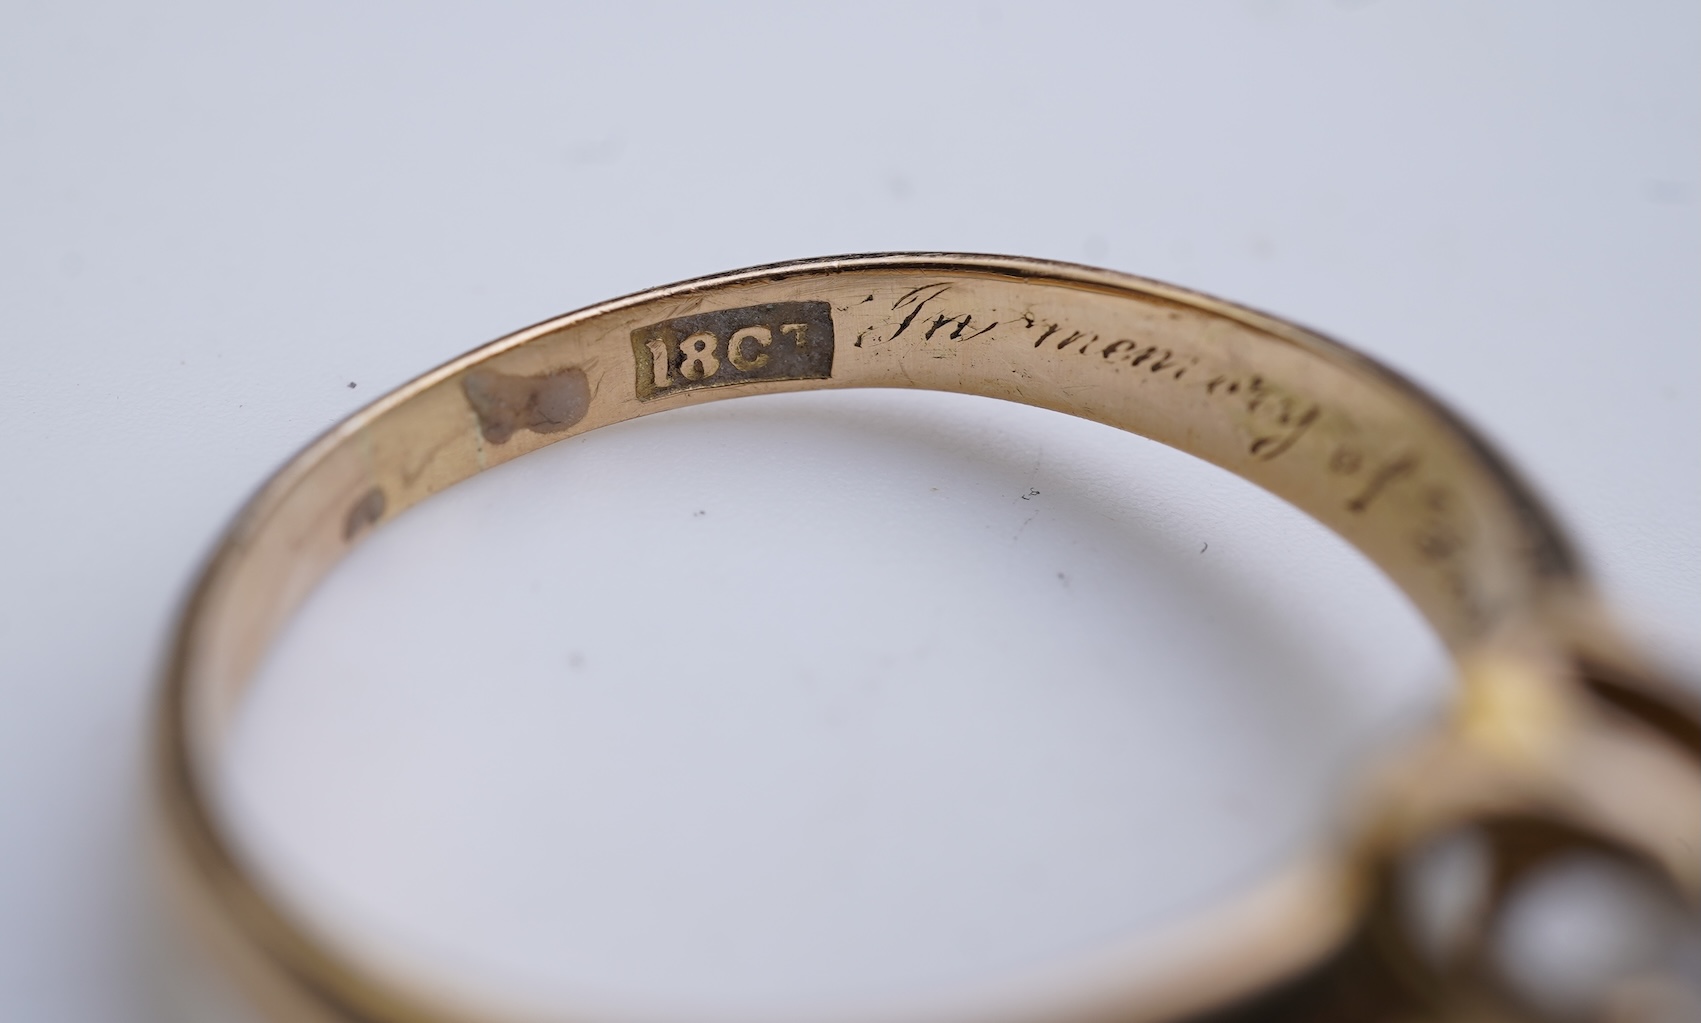 18CT In memory of